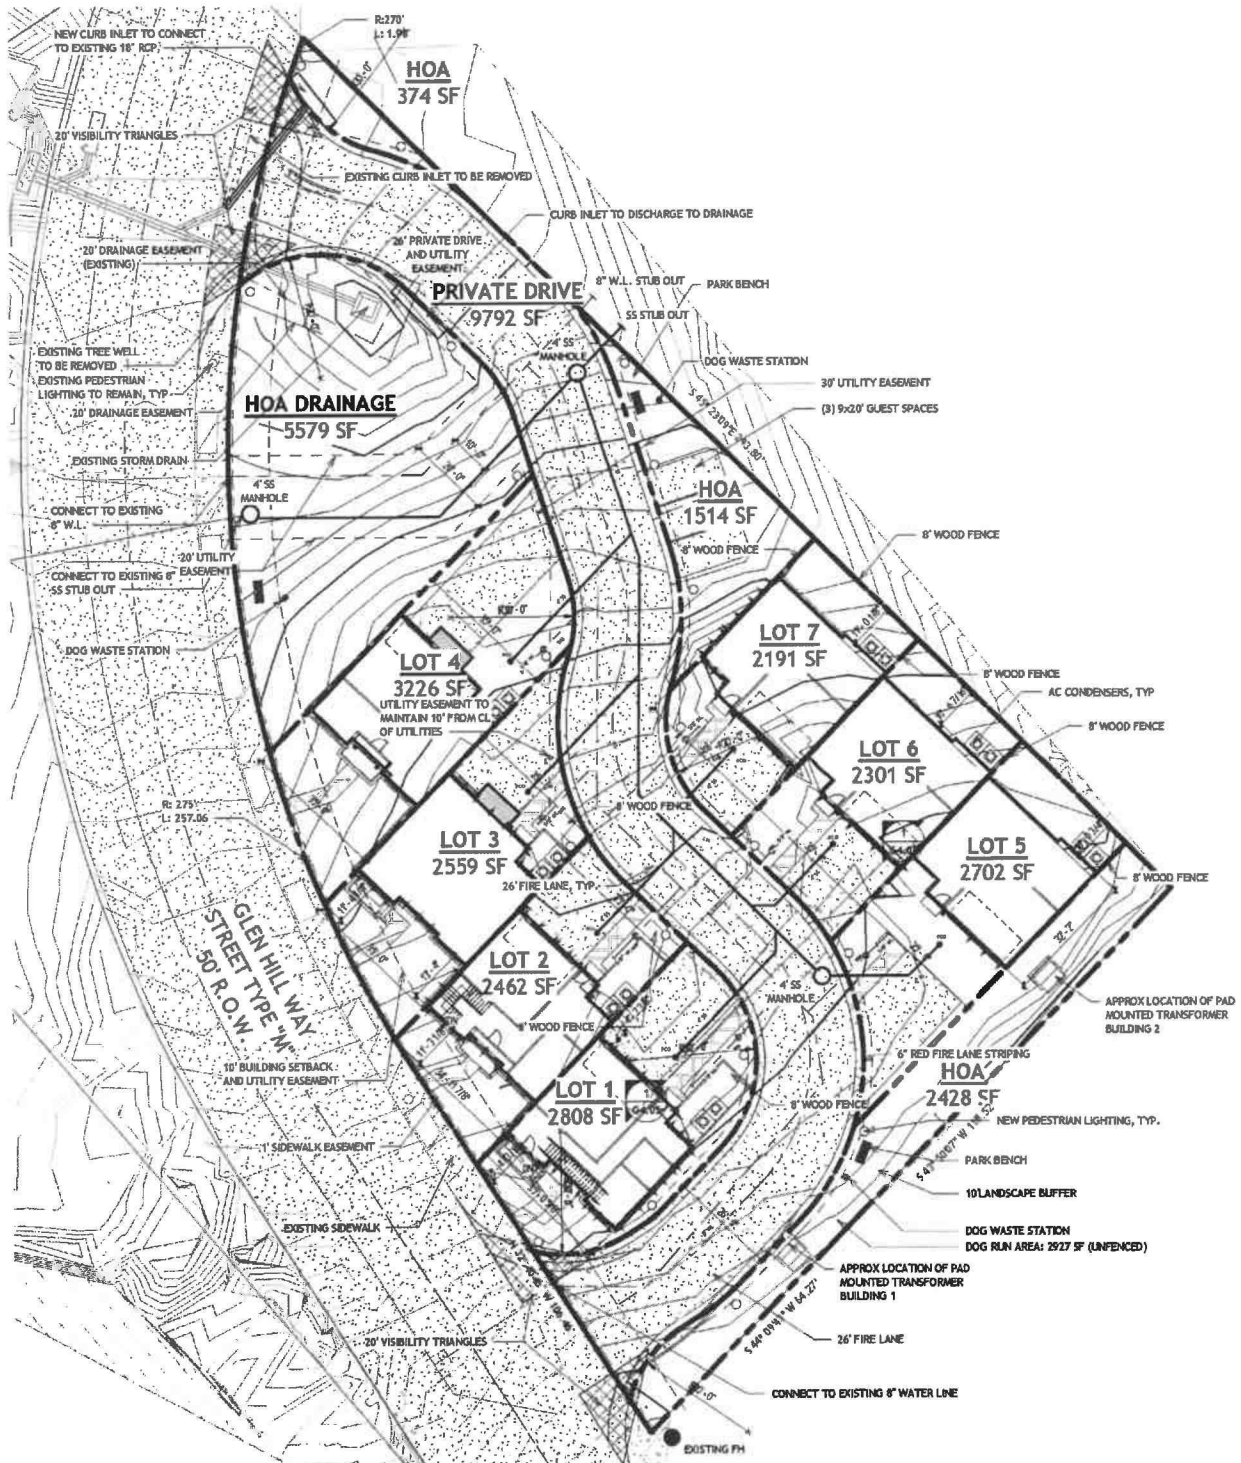 R:270'
L: 1.98'
NEW CURB INLET TO CONNECT
TO EXISTING 18" RCP.
HOA
374 SF
20' VISIBILITY TRIANGLES
EXISTING CURB INLET TO BE REMOVED
CURB INLET TO DISCHARGE TO DRAINAGE
20' DRAINAGE EASEMENT
(EXISTING)
26' PRIVATE DRIVE
AND UTILITY
EASEMENT
PRIVATE DRIVE
9792 SF
8" W.L. STUB OUT
PARK BENCH
SS STUB OUT
4' SS
MANHOLE
DOG WASTE STATION
EXISTING TREE WELL
TO BE REMOVED
EXISTING PEDESTRIAN
LIGHTING TO REMAIN, TYP
30' UTILITY EASEMENT
(3) 9x20' GUEST SPACES
20' DRAINAGE EASEMENT
HOA DRAINAGE
5579 SF
EXISTING STORM DRAIN
4' SS
MANHOLE
HOA
1514 SF
CONNECT TO EXISTING
8" W.L.
8' WOOD FENCE
8' WOOD FENCE
20' UTILITY
EASEMENT
CONNECT TO EXISTING 8"
SS STUB OUT
DOG WASTE STATION
LOT 4
3226 SF
UTILITY EASEMENT TO
MAINTAIN 10' FROM CL
OF UTILITIES
LOT 7
2191 SF
8' WOOD FENCE
AC CONDENSERS, TYP
8' WOOD FENCE
LOT 6
2301 SF
R: 275'
L: 257.06
8' WOOD FENCE
LOT 3
2559 SF
LOT 5
2702 SF
8' WOOD FENCE
26' FIRE LANE, TYP.
GLEN HILL WAY
STREET TYPE "M"
50' R.O.W.
LOT 2
2462 SF
4' SS
MANHOLE
32'-2"
APPROX LOCATION OF PAD
MOUNTED TRANSFORMER
BUILDING 2
8' WOOD FENCE
6" RED FIRE LANE STRIPING
HOA
2428 SF
10' BUILDING SETBACK
AND UTILITY EASEMENT
LOT 1
2808 SF
8' WOOD FENCE
NEW PEDESTRIAN LIGHTING, TYP.
1' SIDEWALK EASEMENT
PARK BENCH
10'LANDSCAPE BUFFER
EXISTING SIDEWALK
DOG WASTE STATION
DOG RUN AREA: 2927 SF (UNFENCED)
APPROX LOCATION OF PAD
MOUNTED TRANSFORMER
BUILDING 1
S 44° 09'41" W 64.27'
20' VISIBILITY TRIANGLES
26' FIRE LANE
CONNECT TO EXISTING 8" WATER LINE
EXISTING FH